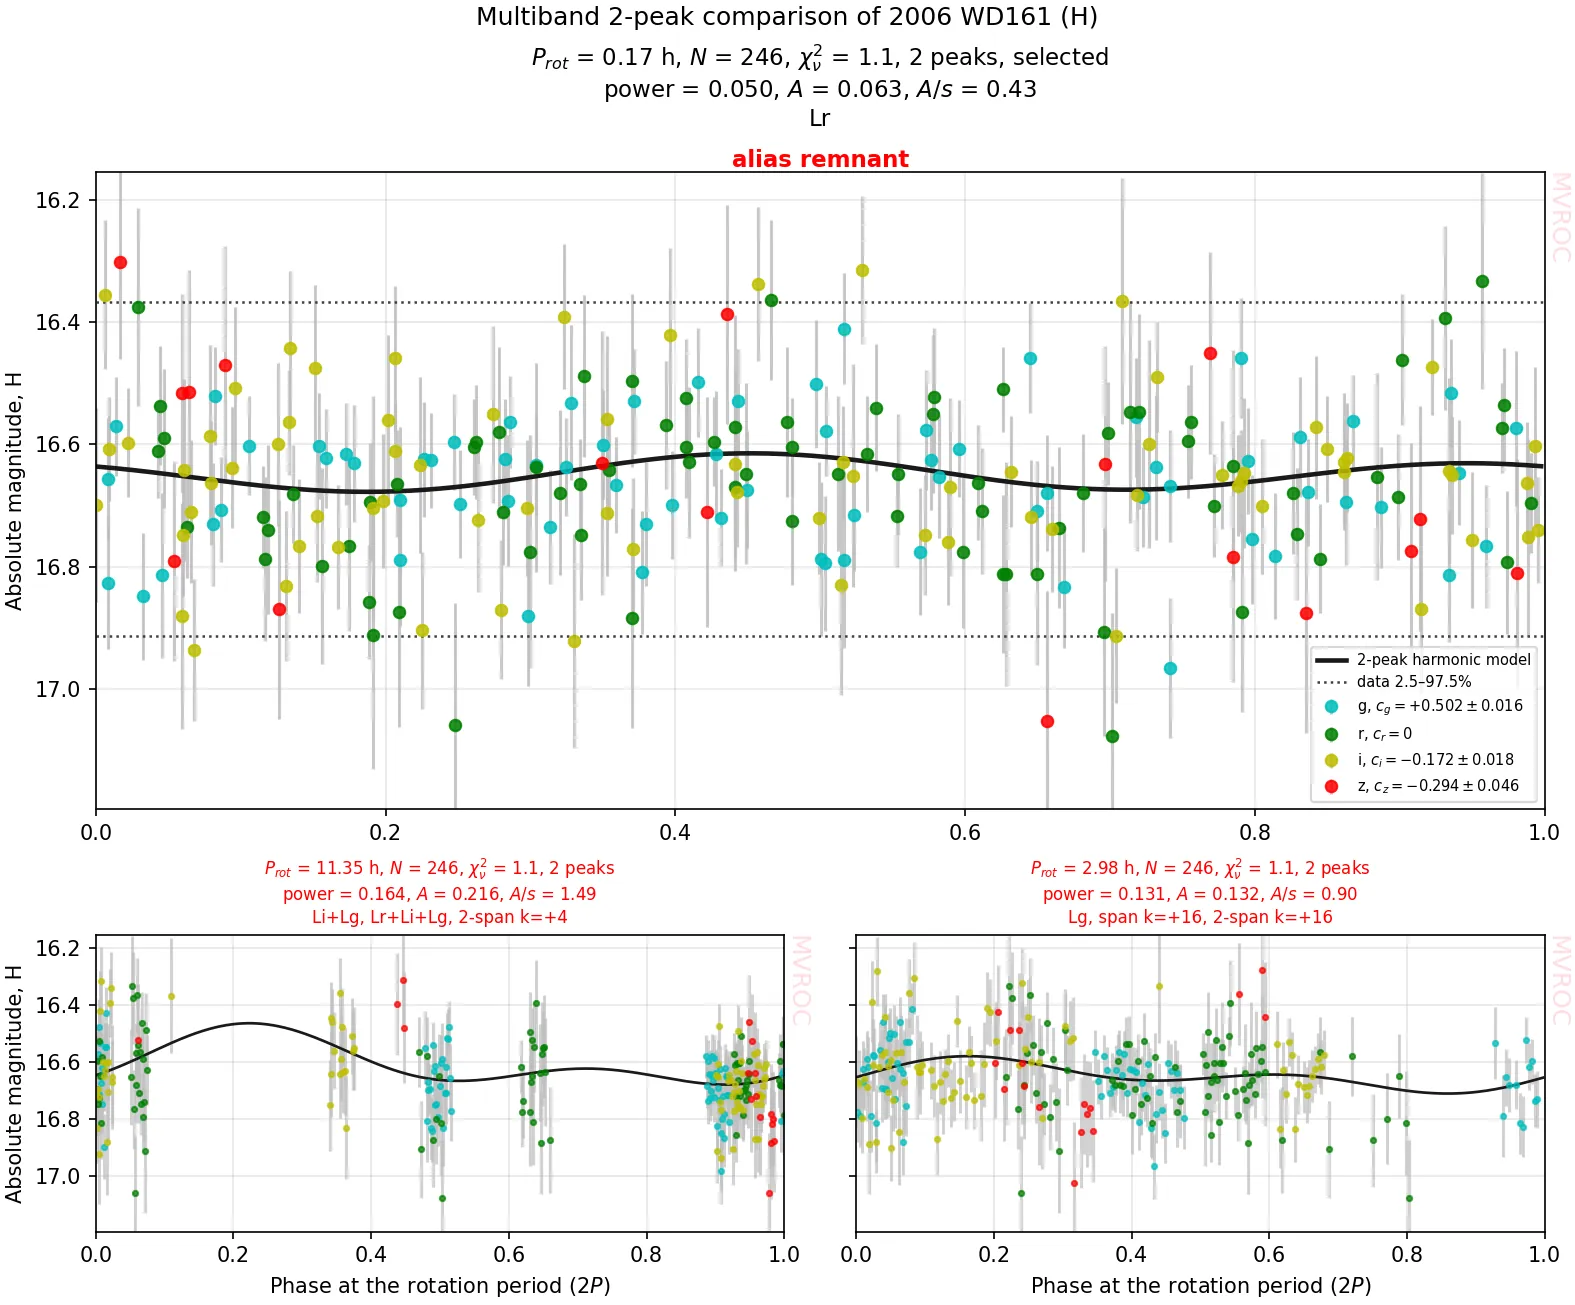 Multiband 2-peak comparison of 2006 WD161 (H)
P_rot = 0.17 h, N = 246, χ²_ν = 1.1, 2 peaks, selected
power = 0.050, A = 0.063, A/s = 0.43
Lr
alias remnant
MVROC
Absolute magnitude, H
16.2
16.4
16.6
16.8
17.0
2-peak harmonic model
data 2.5–97.5%
g, c_g = +0.502 ± 0.016
r, c_r = 0
i, c_i = −0.172 ± 0.018
z, c_z = −0.294 ± 0.046
0.0 0.2 0.4 0.6 0.8 1.0
P_rot = 11.35 h, N = 246, χ²_ν = 1.1, 2 peaks
power = 0.164, A = 0.216, A/s = 1.49
Li+Lg, Lr+Li+Lg, 2-span k=+4
MVROC
Absolute magnitude, H
16.2
16.4
16.6
16.8
17.0
0.0 0.2 0.4 0.6 0.8 1.0
Phase at the rotation period (2P)
P_rot = 2.98 h, N = 246, χ²_ν = 1.1, 2 peaks
power = 0.131, A = 0.132, A/s = 0.90
Lg, span k=+16, 2-span k=+16
MVROC
0.0 0.2 0.4 0.6 0.8 1.0
Phase at the rotation period (2P)